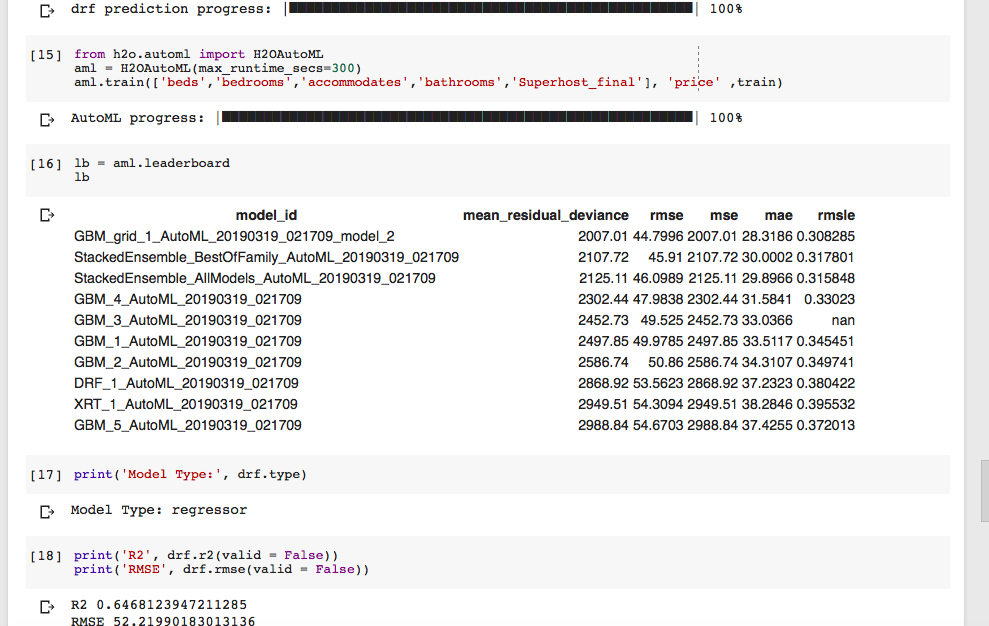 drf prediction progress: | | 100%
[15] from h2o.automl import H2OAutoML
aml = H2OAutoML(max_runtime_secs=300)
aml.train(['beds','bedrooms','accommodates','bathrooms','Superhost_final'], 'price' ,train)
AutoML progress: | | 100%
[16] lb = aml.leaderboard
lb
model_id mean_residual_deviance rmse mse mae rmsle
GBM_grid_1_AutoML_20190319_021709_model_2 2007.01 44.7996 2007.01 28.3186 0.308285
StackedEnsemble_BestOfFamily_AutoML_20190319_021709 2107.72 45.91 2107.72 30.0002 0.317801
StackedEnsemble_AllModels_AutoML_20190319_021709 2125.11 46.0989 2125.11 29.8966 0.315848
GBM_4_AutoML_20190319_021709 2302.44 47.9838 2302.44 31.5841 0.33023
GBM_3_AutoML_20190319_021709 2452.73 49.525 2452.73 33.0366 nan
GBM_1_AutoML_20190319_021709 2497.85 49.9785 2497.85 33.5117 0.345451
GBM_2_AutoML_20190319_021709 2586.74 50.86 2586.74 34.3107 0.349741
DRF_1_AutoML_20190319_021709 2868.92 53.5623 2868.92 37.2323 0.380422
XRT_1_AutoML_20190319_021709 2949.51 54.3094 2949.51 38.2846 0.395532
GBM_5_AutoML_20190319_021709 2988.84 54.6703 2988.84 37.4255 0.372013
[17] print('Model Type:', drf.type)
Model Type: regressor
[18] print('R2', drf.r2(valid = False))
print('RMSE', drf.rmse(valid = False))
R2 0.6468123947211285
RMSE 52.21990183013136